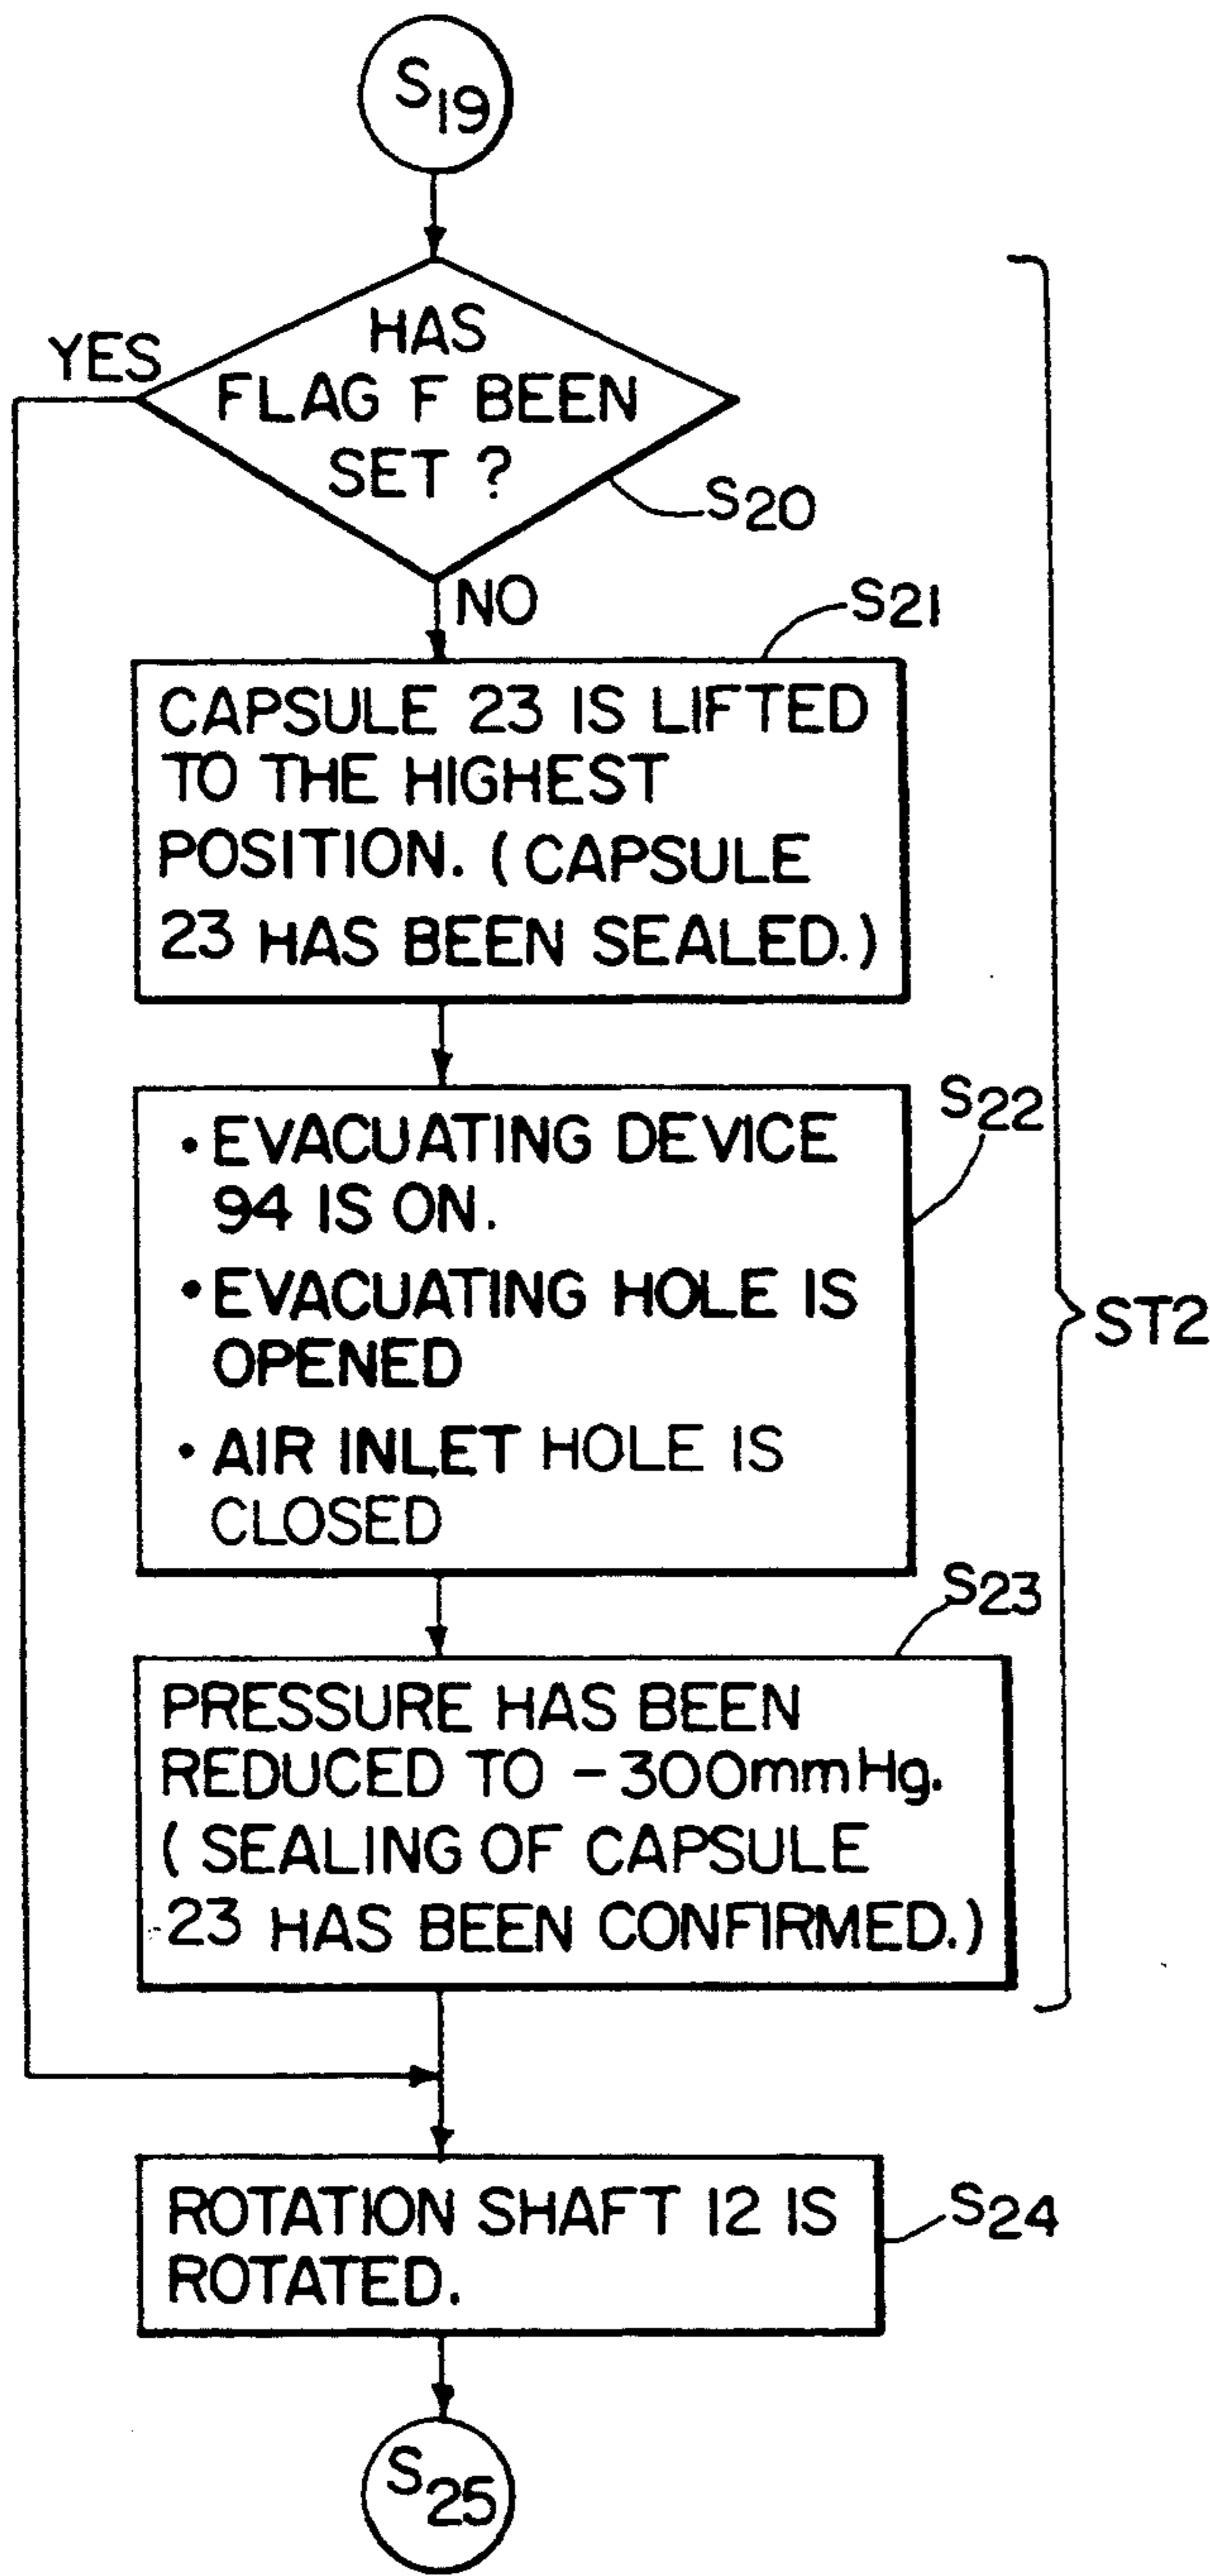 S19
HAS
YES
FLAG F BEEN
SET ?
S20
NO
S21
CAPSULE 23 IS LIFTED
TO THE HIGHEST
POSITION. (CAPSULE
23 HAS BEEN SEALED.)
S22
• EVACUATING DEVICE
94 IS ON.
• EVACUATING HOLE IS
OPENED
• AIR INLET HOLE IS
CLOSED
ST2
S23
PRESSURE HAS BEEN
REDUCED TO -300mmHg.
(SEALING OF CAPSULE
23 HAS BEEN CONFIRMED.)
ROTATION SHAFT 12 IS
ROTATED.
S24
S25